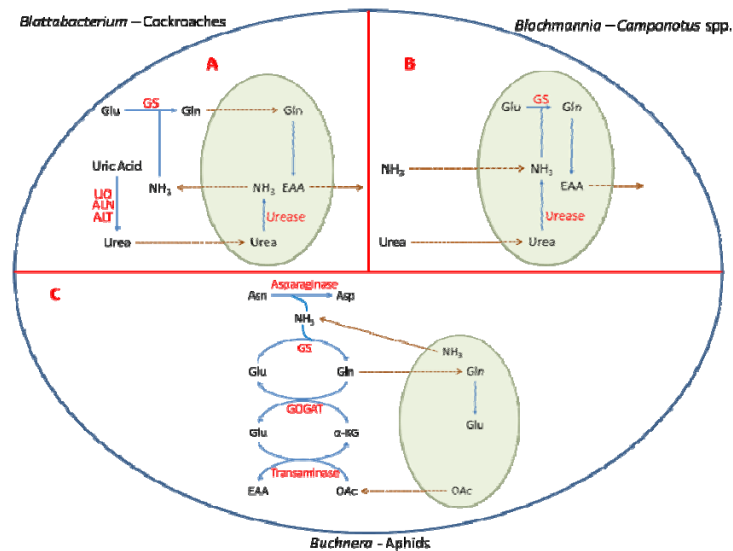 Blattabacterium – Cockroaches
Blochmannia – Camponotus spp.
A
Glu GS Gln Gln
Uric Acid
NH3 NH3 EAA
UO
ALN
ALT
Urease
Urea Urea
B
Glu GS Gln
NH3 NH3
EAA
Urease
Urea Urea
C
Asparaginase
Asn Asp
NH3
NH3
GS
Glu Gln Gln
GOGAT
Glu
Glu α-KG
Transaminase
EAA OAc OAc
Buchnera - Aphids